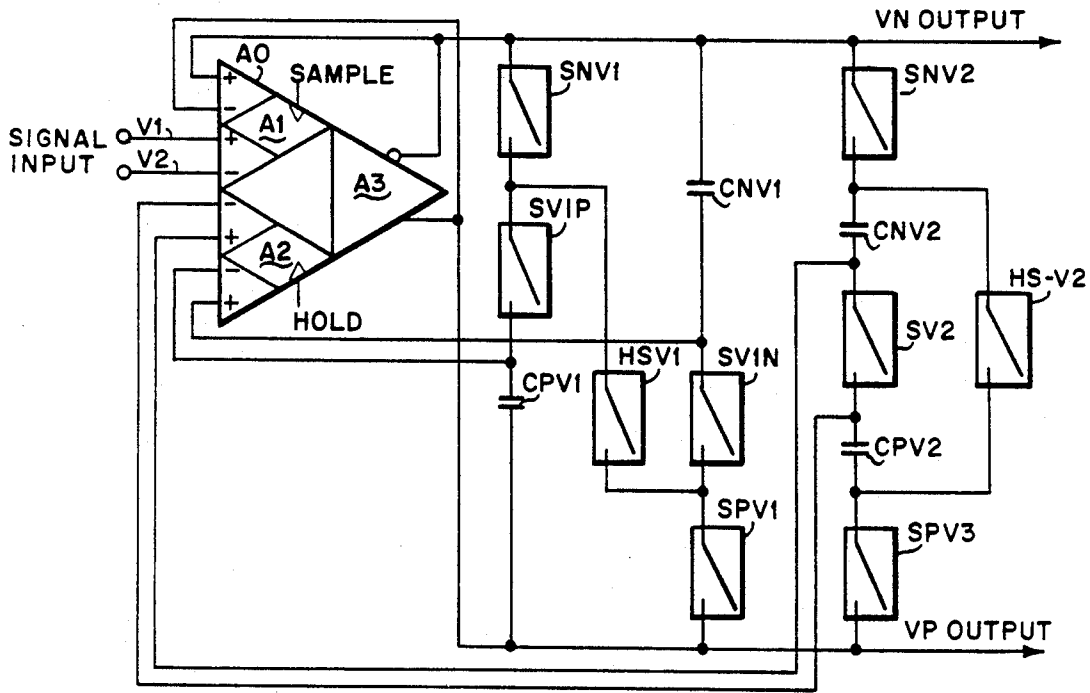 VN OUTPUT
A0
SAMPLE
SNV1
SNV2
+
-
A1
SIGNAL INPUT
V1
+
V2
-
A3
CNV1
-
SV1P
CNV2
+
A2
HS-V2
-
SV2
+
HOLD
HSV1
SV1N
CPV1
CPV2
SPV1
SPV3
VP OUTPUT